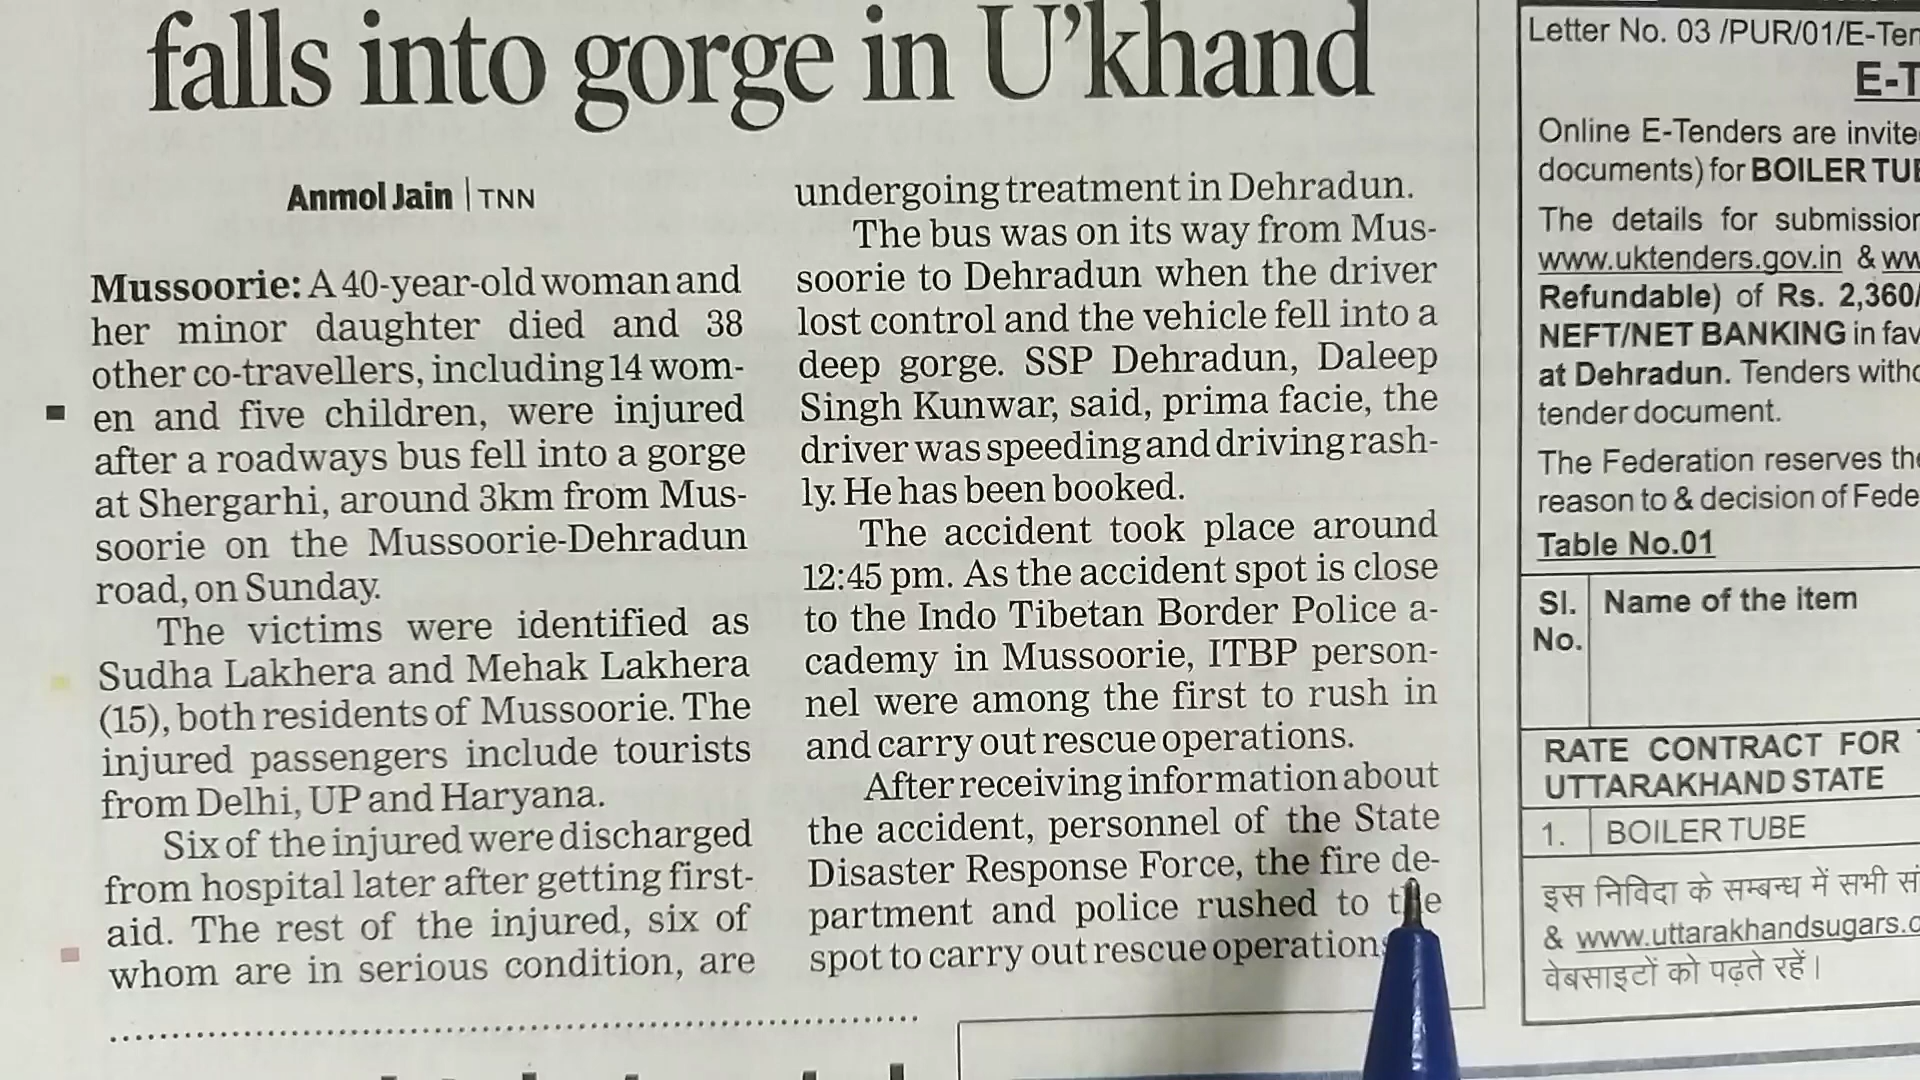 falls into gorge in U'khand
Anmol Jain | TNN
Mussoorie: A 40-year-old woman and
her minor daughter died and 38
other co-travellers, including 14 wom-
en and five children, were injured
after a roadways bus fell into a gorge
at Shergarhi, around 3km from Mus-
soorie on the Mussoorie-Dehradun
road, on Sunday.
The victims were identified as
Sudha Lakhera and Mehak Lakhera
(15), both residents of Mussoorie. The
injured passengers include tourists
from Delhi, UP and Haryana.
Six of the injured were discharged
from hospital later after getting first-
aid. The rest of the injured, six of
whom are in serious condition, are
undergoing treatment in Dehradun.
The bus was on its way from Mus-
soorie to Dehradun when the driver
lost control and the vehicle fell into a
deep gorge. SSP Dehradun, Daleep
Singh Kunwar, said, prima facie, the
driver was speeding and driving rash-
ly. He has been booked.
The accident took place around
12:45 pm. As the accident spot is close
to the Indo Tibetan Border Police a-
cademy in Mussoorie, ITBP person-
nel were among the first to rush in
and carry out rescue operations.
After receiving information about
the accident, personnel of the State
Disaster Response Force, the fire de-
partment and police rushed to the
spot to carry out rescue operations
Letter No. 03 /PUR/01/E-Ten
E-T
Online E-Tenders are invite
documents) for BOILER TUB
The details for submission
www.uktenders.gov.in & ww
Refundable) of Rs. 2,360/
NEFT/NET BANKING in fav
at Dehradun. Tenders witho
tender document.
The Federation reserves the
reason to & decision of Fede
Table No.01
Sl. No.
Name of the item
RATE CONTRACT FOR
UTTARAKHAND STATE
1. BOILER TUBE
इस निविदा के सम्बन्ध में सभी सं
& www.uttarakhandsugars.c
वेबसाइटों को पढ़ते रहें।